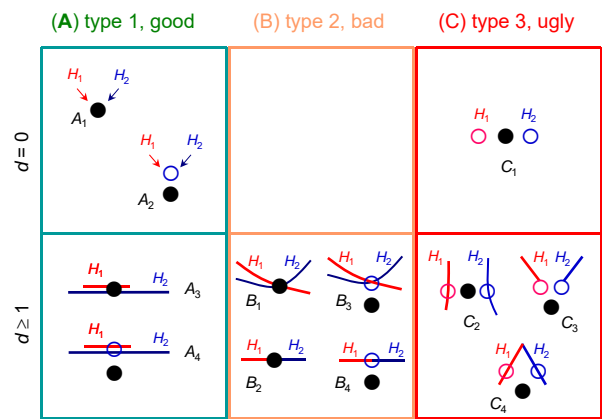 (A) type 1, good
(B) type 2, bad
(C) type 3, ugly
d = 0
H₁ H₂
A₁
H₁ H₂
A₂
H₁ H₂
C₁
d ≥ 1
H₁ H₂ A₃
H₁ H₂ A₄
H₁ H₂
B₁
H₁ H₂
B₃
H₁ H₂
B₂
H₁ H₂
B₄
H₁ H₂
C₂
H₁ H₂
C₃
H₁ H₂
C₄